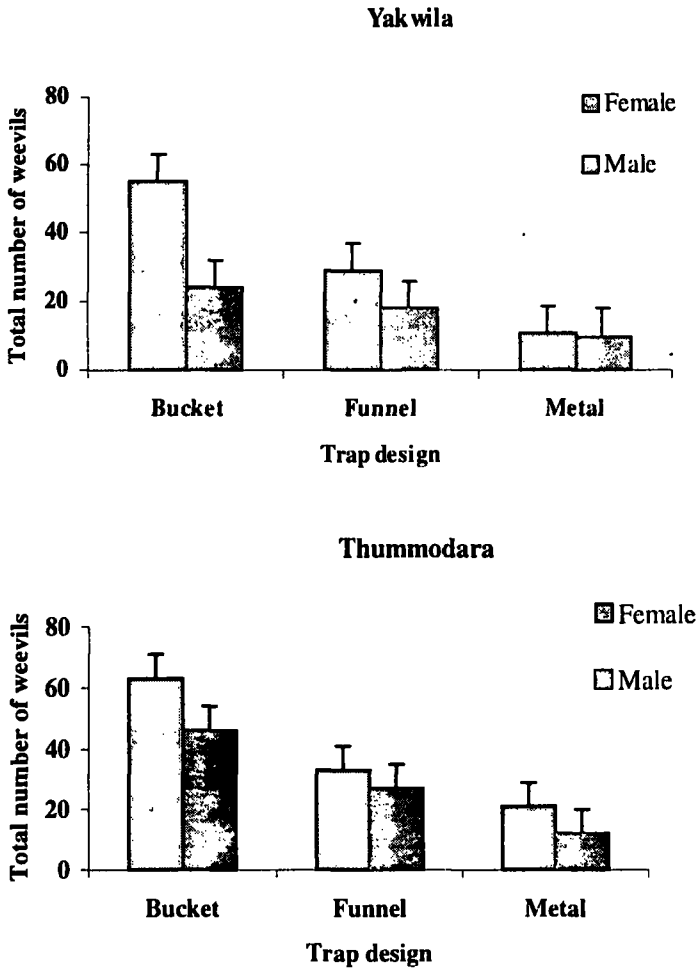 Yakwila
Female
Male
Total number of weevils
80
60
40
20
0
Bucket Funnel Metal
Trap design
Thummodara
Female
Male
Total number of weevils
80
60
40
20
0
Bucket Funnel Metal
Trap design